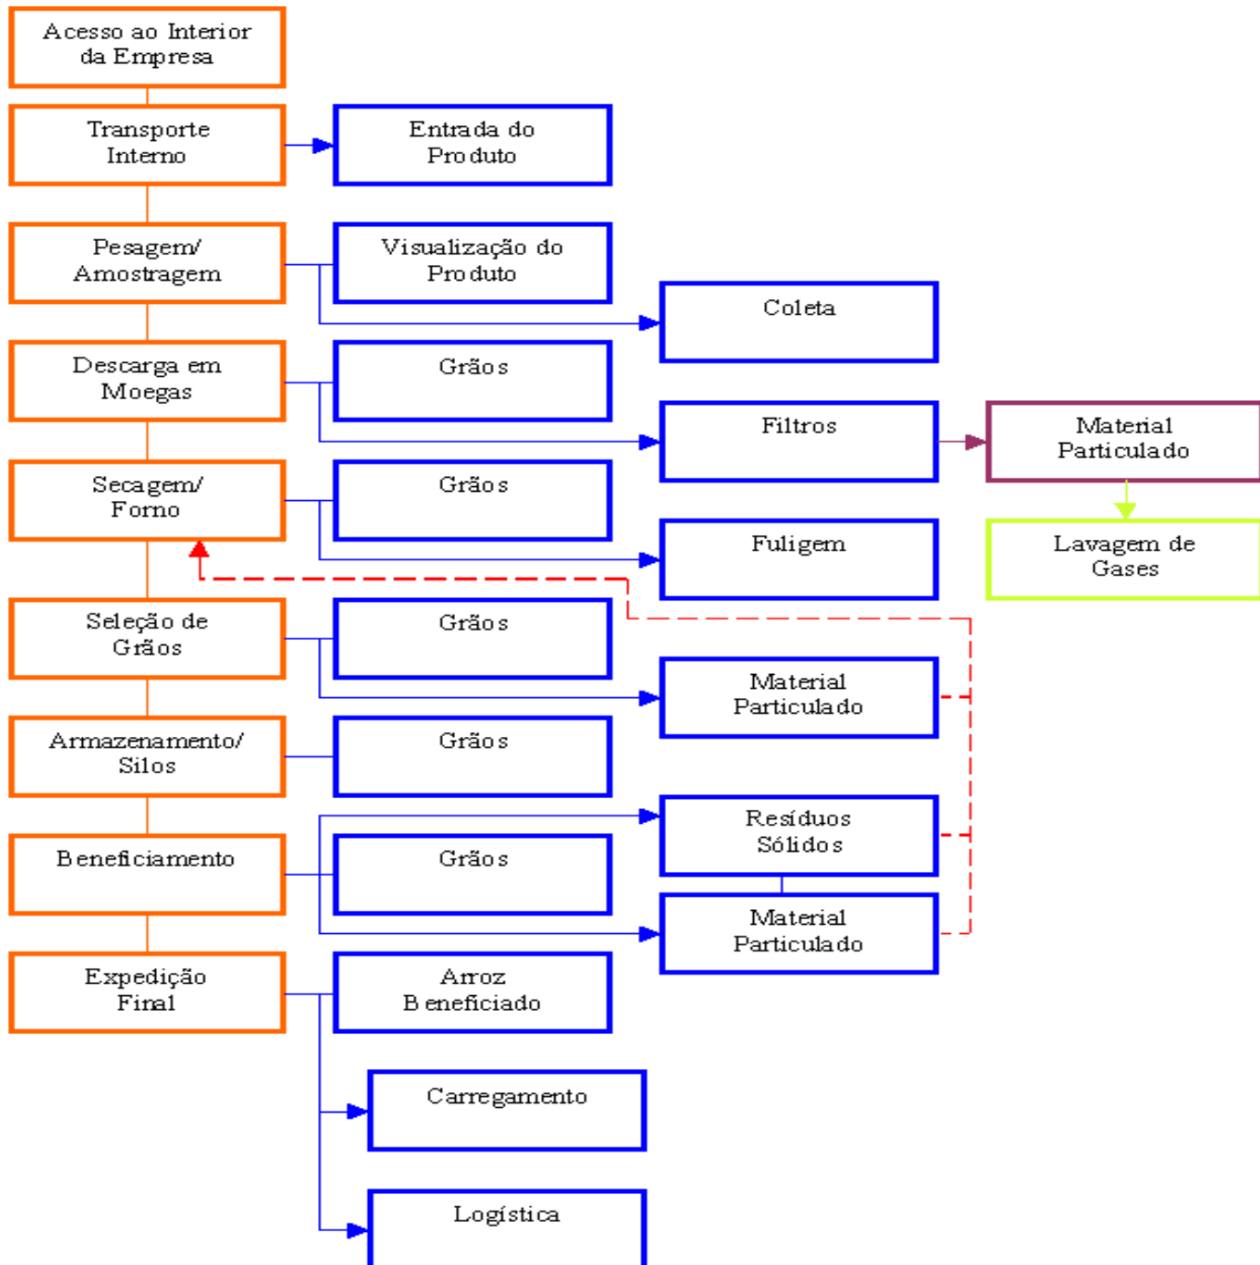 Acesso ao Interior
da Empresa
Transporte
Interno
Entrada do
Produto
Pesagem/
Amostragem
Visualização do
Produto
Coleta
Descarga em
Moegas
Grãos
Filtros
Material
Particulado
Secagem/
Forno
Grãos
Fuligem
Lavagem de
Gases
Seleção de
Grãos
Grãos
Material
Particulado
Armazenamento/
Silos
Grãos
Resíduos
Sólidos
Beneficiamento
Grãos
Material
Particulado
Expedição
Final
Arroz
Beneficiado
Carregamento
Logística